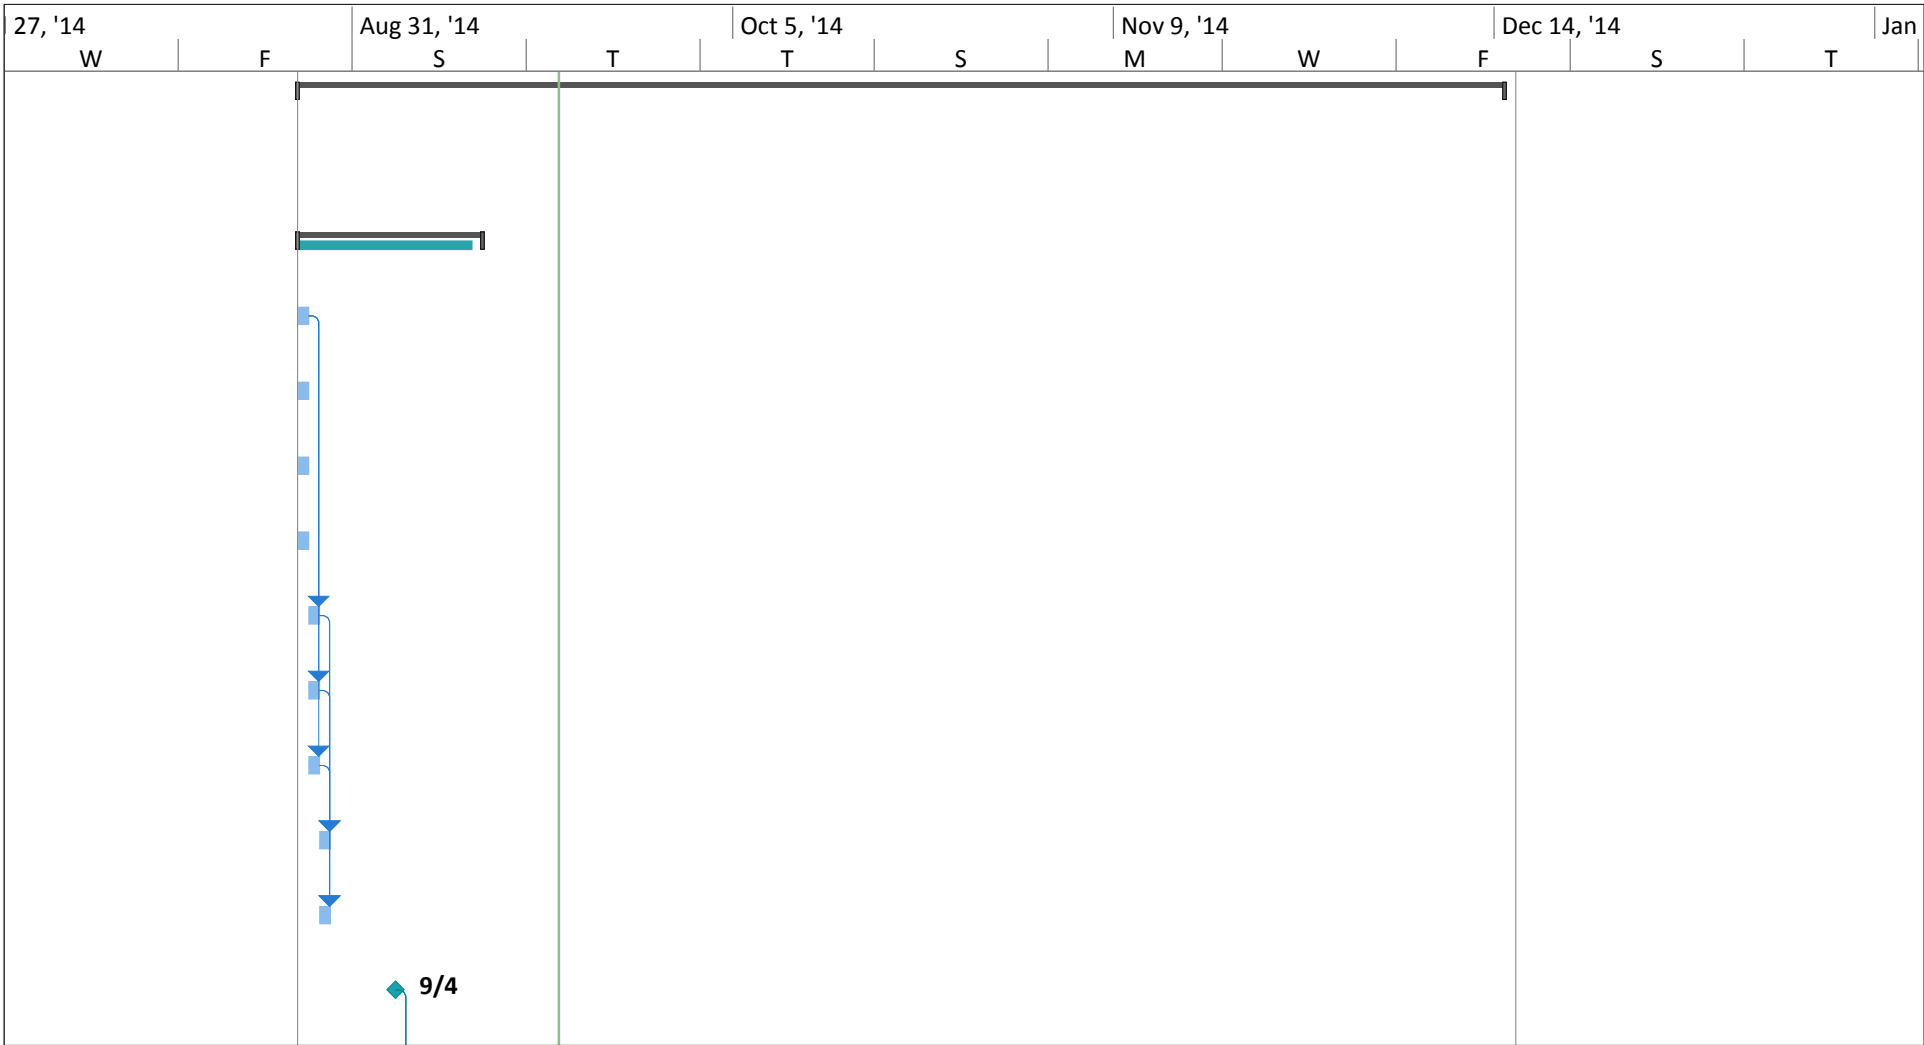 27, '14 Aug 31, '14 Oct 5, '14 Nov 9, '14 Dec 14, '14 Jan
W F S T T S M W F S T
9/4